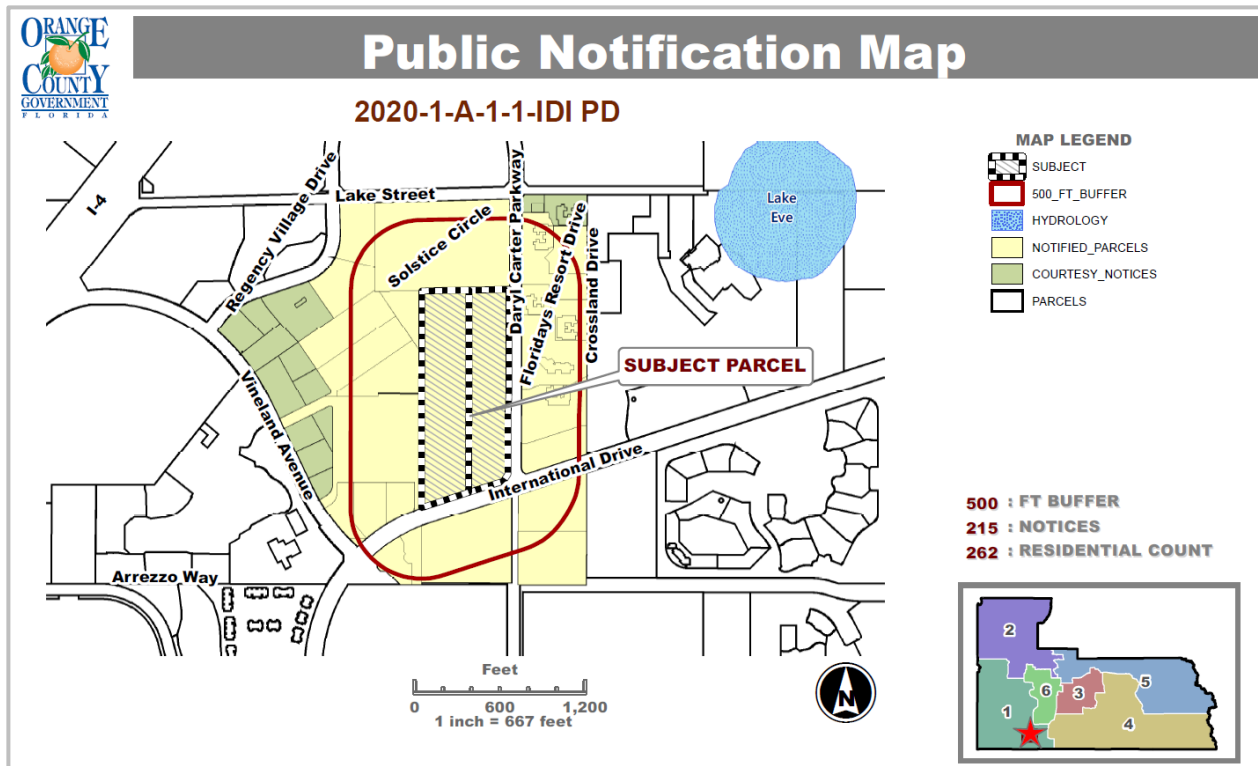 ORANGE
COUNTY
GOVERNMENT
FLORIDA
Public Notification Map
2020-1-A-1-1-IDI PD
I-4
Regency Village Drive
Lake Street
Solstice Circle
Daryl Carter Parkway
Floridays Resort Drive
Crossland Drive
Lake
Eve
SUBJECT PARCEL
Vineland Avenue
International Drive
Arrezzo Way
MAP LEGEND
SUBJECT
500_FT_BUFFER
HYDROLOGY
NOTIFIED_PARCELS
COURTESY_NOTICES
PARCELS
500 : FT BUFFER
215 : NOTICES
262 : RESIDENTIAL COUNT
Feet
0 600 1,200
1 inch = 667 feet
N
2
1
6
3
5
4